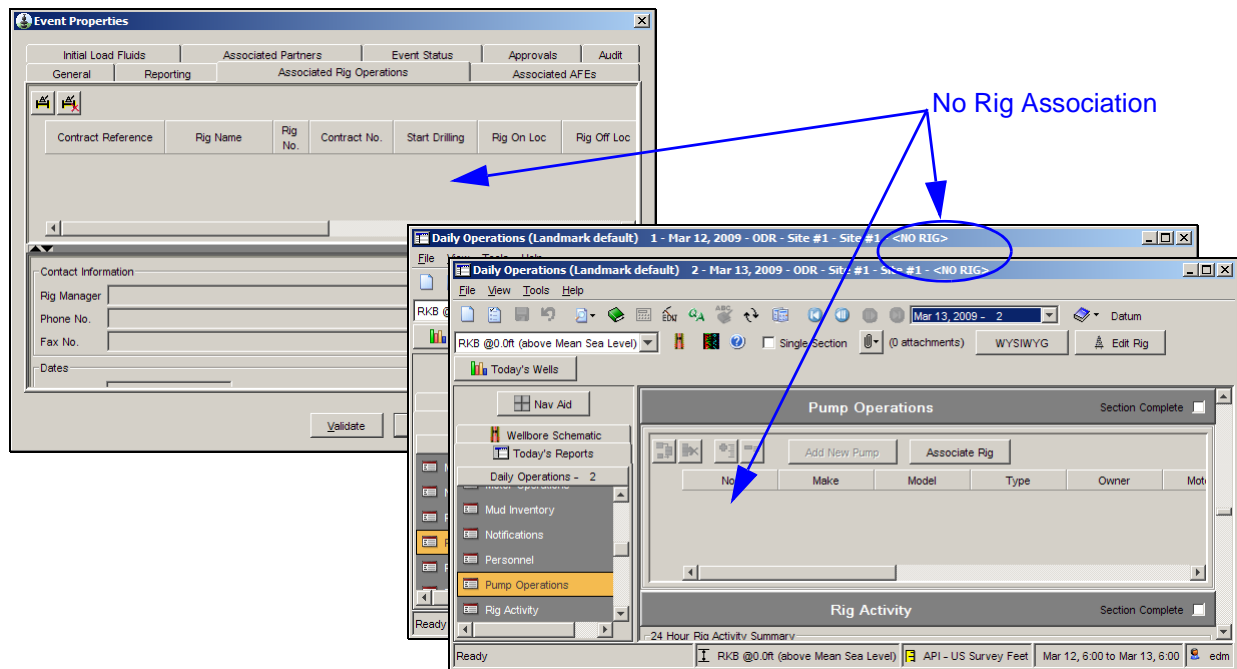 Event Properties
Initial Load Fluids
Associated Partners
Event Status
Approvals
Audit
General
Reporting
Associated Rig Operations
Associated AFEs
Contract Reference
Rig Name
Rig No.
Contract No.
Start Drilling
Rig On Loc
Rig Off Loc
Contact Information
Rig Manager
Phone No.
Fax No.
Dates
Validate
No Rig Association
Daily Operations (Landmark default) 1 - Mar 12, 2009 - ODR - Site #1 - Site #1 - <NO RIG>
File
Daily Operations (Landmark default) 2 - Mar 13, 2009 - ODR - Site #1 - Site #1 - <NO RIG>
File View Tools Help
Mar 13, 2009 - 2
Datum
RKB @0.0ft (above Mean Sea Level)
Single Section
(0 attachments)
WYSIWYG
Edit Rig
Today's Wells
Nav Aid
Wellbore Schematic
Today's Reports
Daily Operations - 2
Mud Inventory
Notifications
Personnel
Pump Operations
Rig Activity
Pump Operations
Section Complete
Add New Pump
Associate Rig
Make
Model
Type
Owner
Rig Activity
Section Complete
24 Hour Rig Activity Summary
Ready
Ready
RKB @0.0ft (above Mean Sea Level)
API - US Survey Feet
Mar 12, 6:00 to Mar 13, 6:00
edm